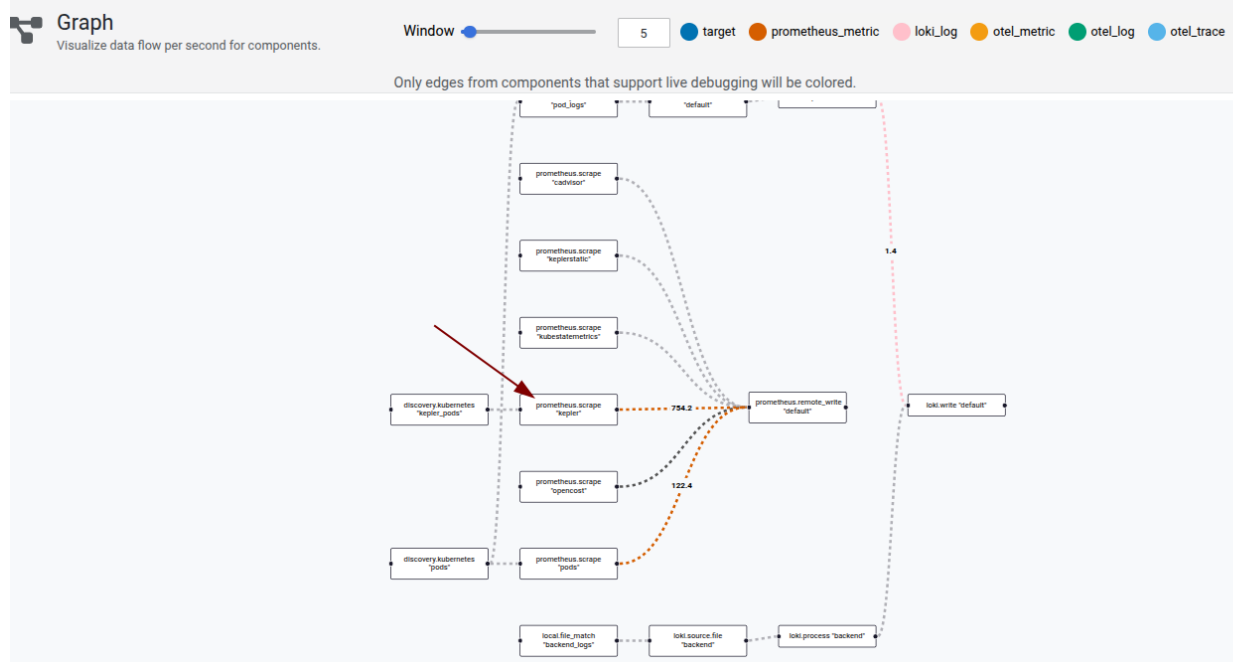 Graph
Visualize data flow per second for components.
Window
5
target
prometheus_metric
loki_log
otel_metric
otel_log
otel_trace
Only edges from components that support live debugging will be colored.
"pod_logs"
"default"
prometheus.scrape
"cadvisor"
prometheus.scrape
"keplerstatic"
1.4
prometheus.scrape
"kubestatemetrics"
discovery.kubernetes
"kepler_pods"
prometheus.scrape
"kepler"
754.2
prometheus.remote_write
"default"
loki.write "default"
prometheus.scrape
"opencost"
122.4
discovery.kubernetes
"pods"
prometheus.scrape
"pods"
local.file_match
"backend_logs"
loki.source.file
"backend"
loki.process "backend"